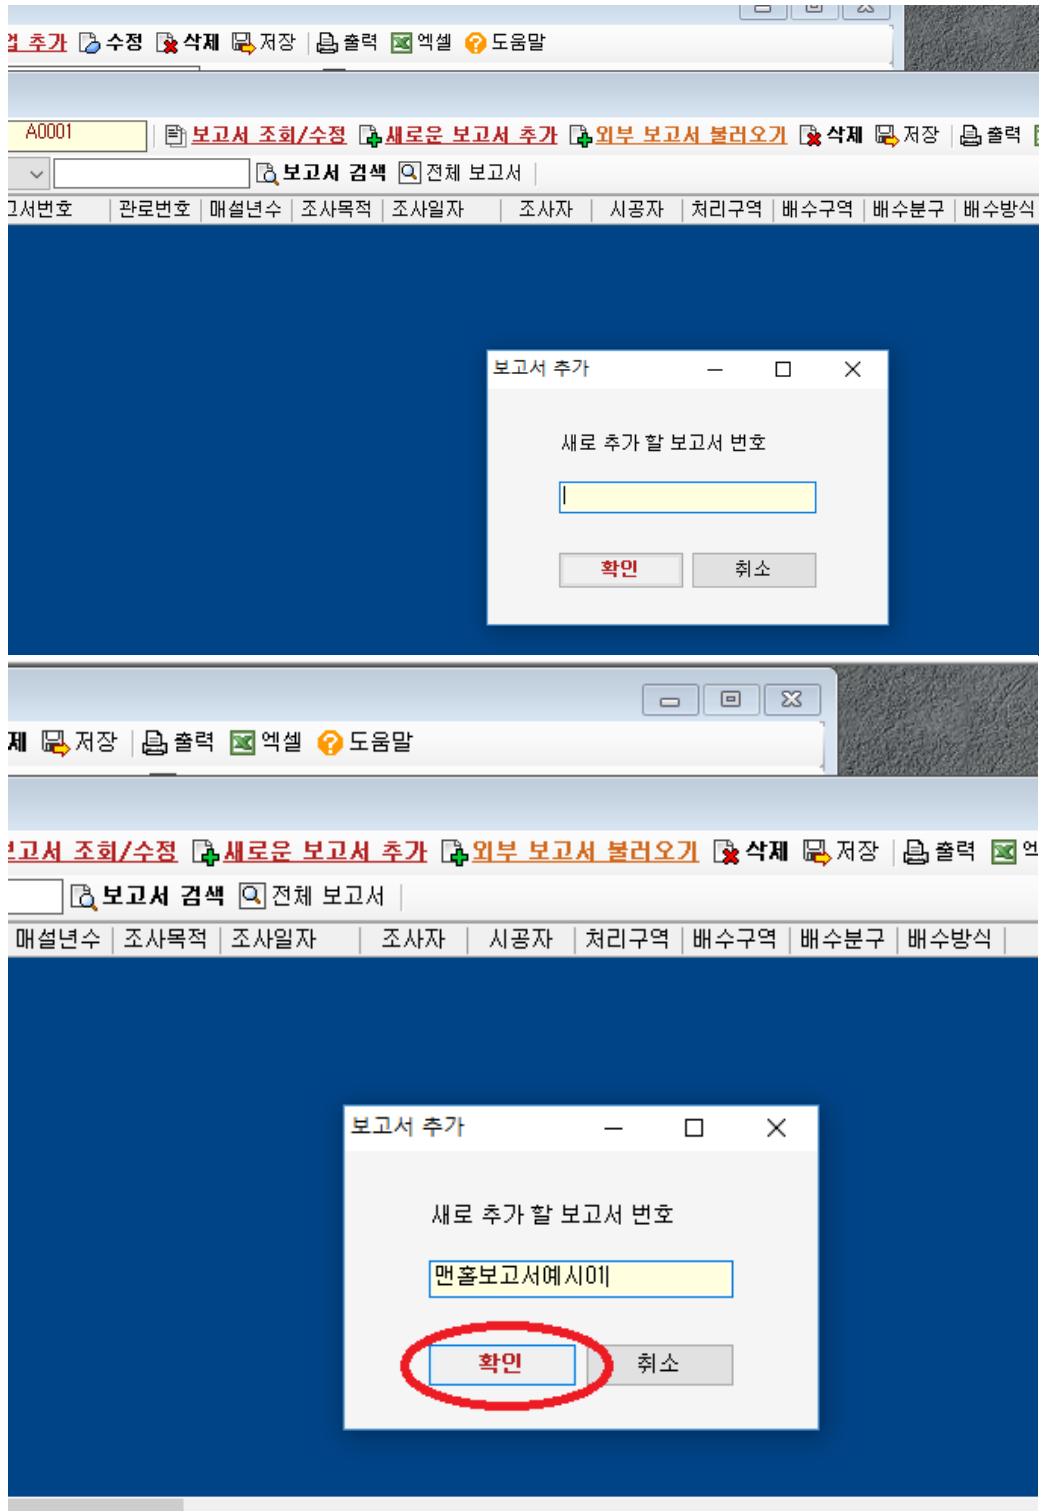 추가 수정 삭제 저장 출력 엑셀 도움말
A0001 보고서 조회/수정 새로운 보고서 추가 외부 보고서 불러오기 삭제 저장 출력
보고서 검색 전체 보고서
고서번호 관로번호 매설년수 조사목적 조사일자 조사자 시공자 처리구역 배수구역 배수분구 배수방식
보고서 추가
새로 추가 할 보고서 번호
확인 취소
제 저장 출력 엑셀 도움말
보고서 조회/수정 새로운 보고서 추가 외부 보고서 불러오기 삭제 저장 출력 엑
보고서 검색 전체 보고서
매설년수 조사목적 조사일자 조사자 시공자 처리구역 배수구역 배수분구 배수방식
보고서 추가
새로 추가 할 보고서 번호
맨홀보고서예시01
확인 취소